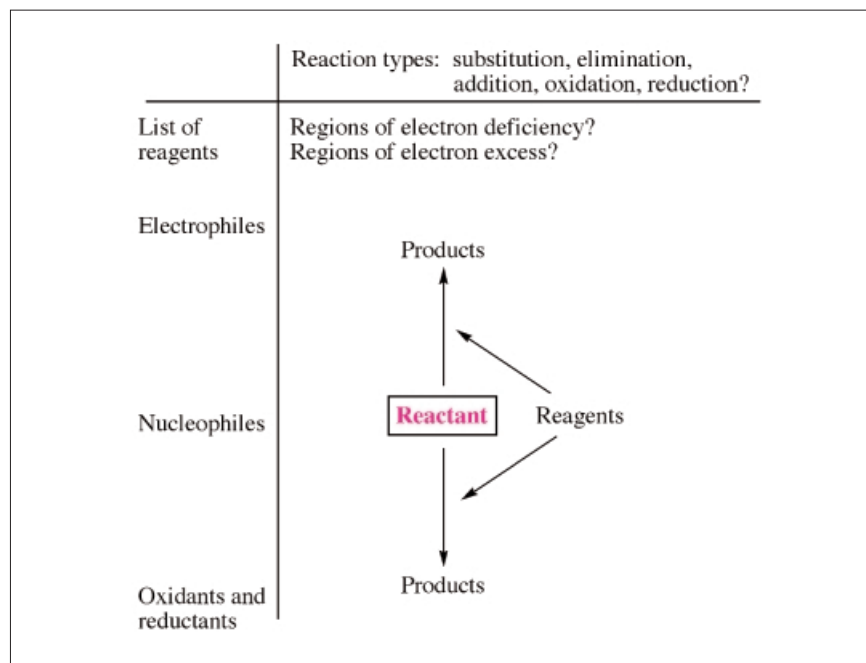 Reaction types: substitution, elimination,
addition, oxidation, reduction?
List of
reagents
Regions of electron deficiency?
Regions of electron excess?
Electrophiles
Products
Nucleophiles
Reactant
Reagents
Products
Oxidants and
reductants